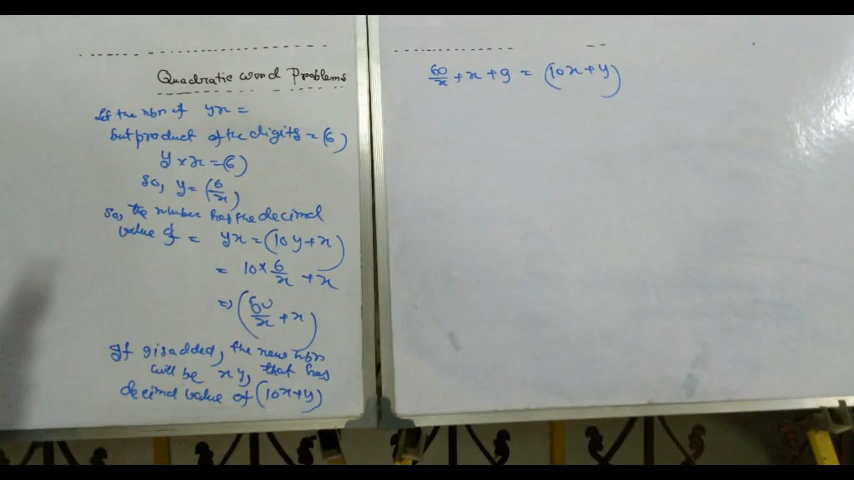 Quadratic word Problems
If the nbr of yx =
but product of the digits = (6)
y × x = (6)
so, y = (6/x)
so, the number has the decimal
value of = yx = (10y+x)
= 10 × 6/x + x
=> (60/x + x)
If 9 is added, the new nbr
will be xy, that has
decimal value of (10x+y)
60/x + x + 9 = (10x + y)